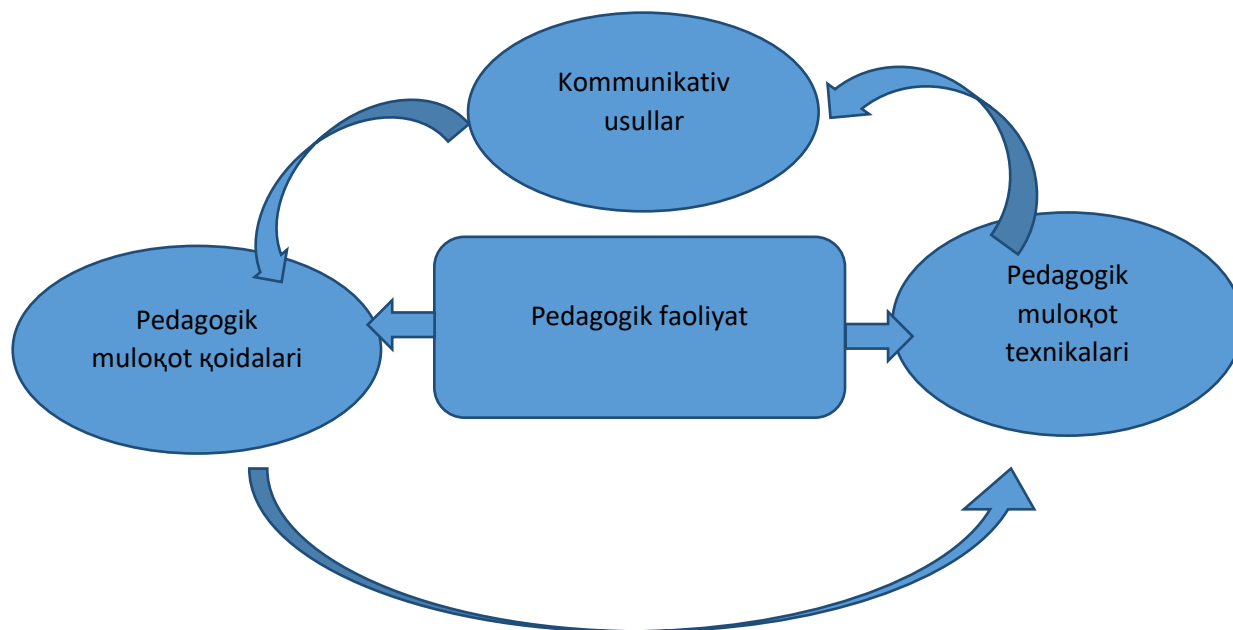 Kommunikativ
usullar
Pedagogik
muloқot қoidalari
Pedagogik faoliyat
Pedagogik
muloқot
texnikalari